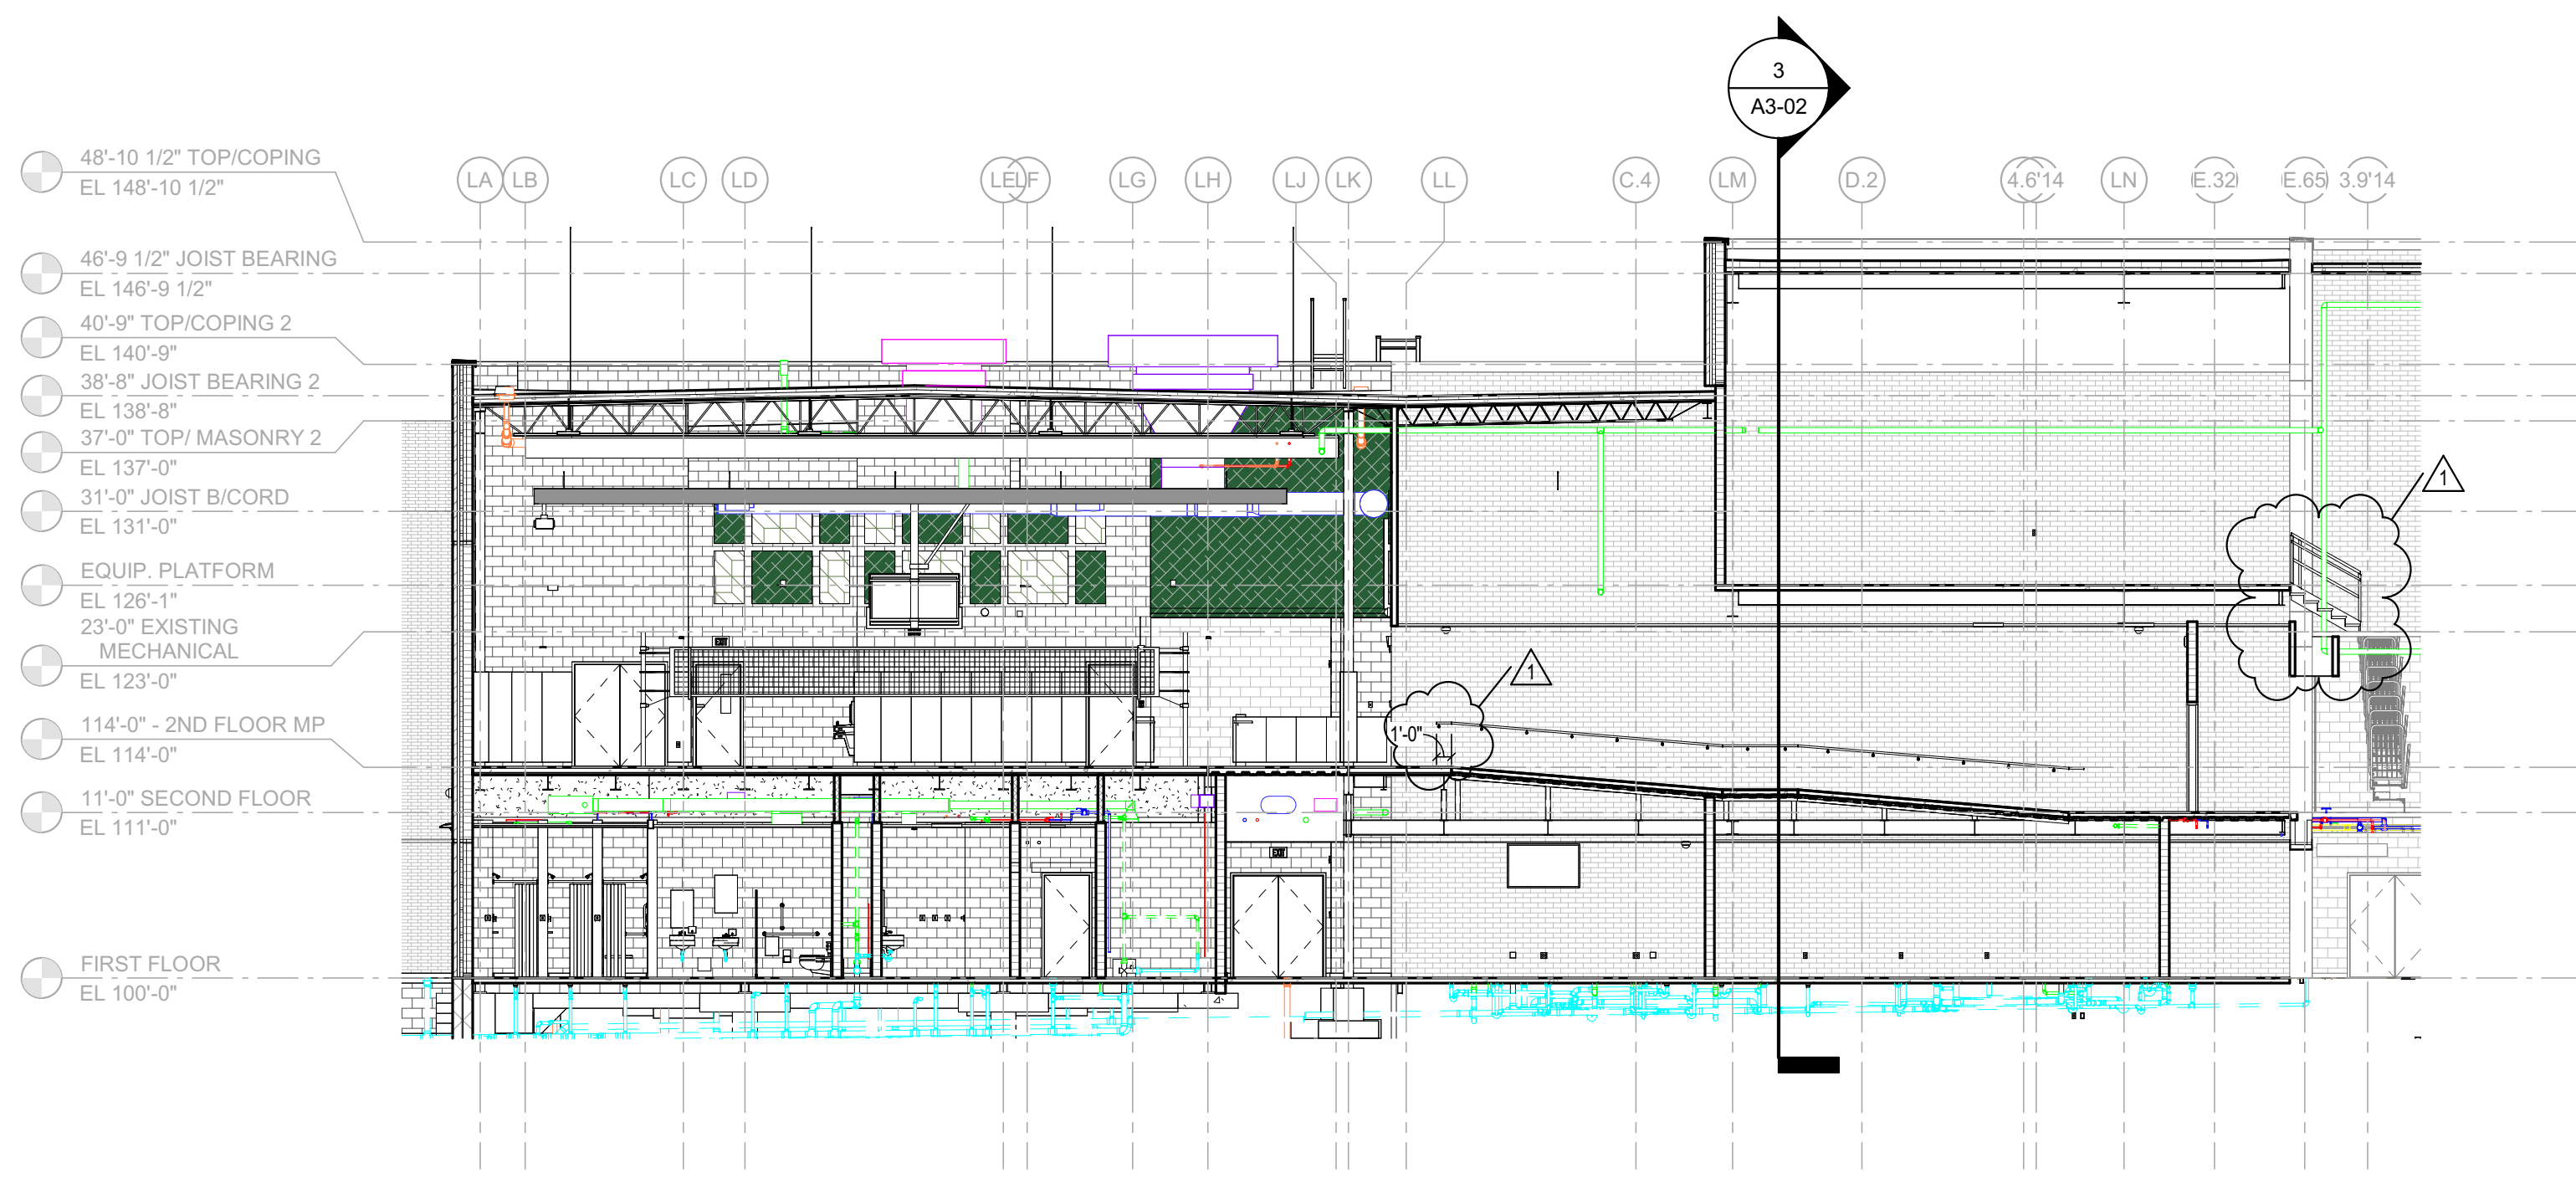 3
A3-02
48'-10 1/2" TOP/COPING
EL 148'-10 1/2"
LA
LB
LC
LD
LE
LF
LG
LH
LJ
LK
LL
C.4
LM
D.2
4.6'14
LN
E.32
E.65
3.9'14
46'-9 1/2" JOIST BEARING
EL 146'-9 1/2"
40'-9" TOP/COPING 2
EL 140'-9"
38'-8" JOIST BEARING 2
EL 138'-8"
37'-0" TOP/ MASONRY 2
EL 137'-0"
31'-0" JOIST B/CORD
EL 131'-0"
1
EQUIP. PLATFORM
EL 126'-1"
23'-0" EXISTING
MECHANICAL
EL 123'-0"
EXIT
1
114'-0" - 2ND FLOOR MP
EL 114'-0"
1'-0"
11'-0" SECOND FLOOR
EL 111'-0"
EXIT
FIRST FLOOR
EL 100'-0"